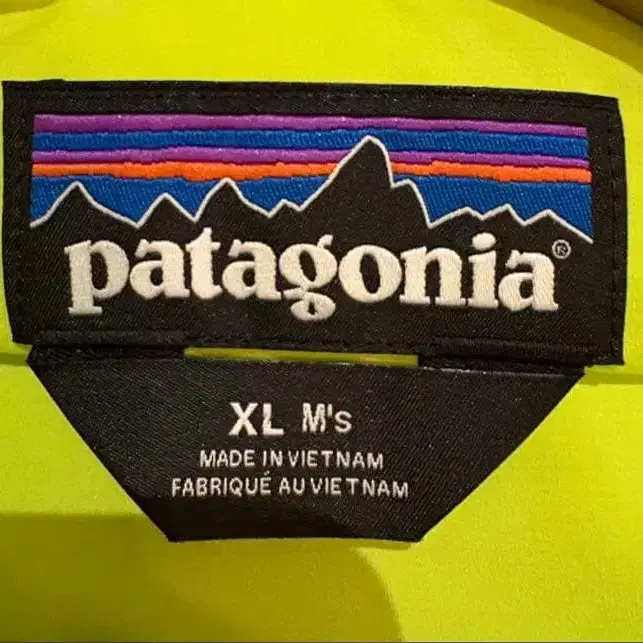 patagonia®
XL M's
MADE IN VIETNAM
FABRIQUÉ AU VIETNAM